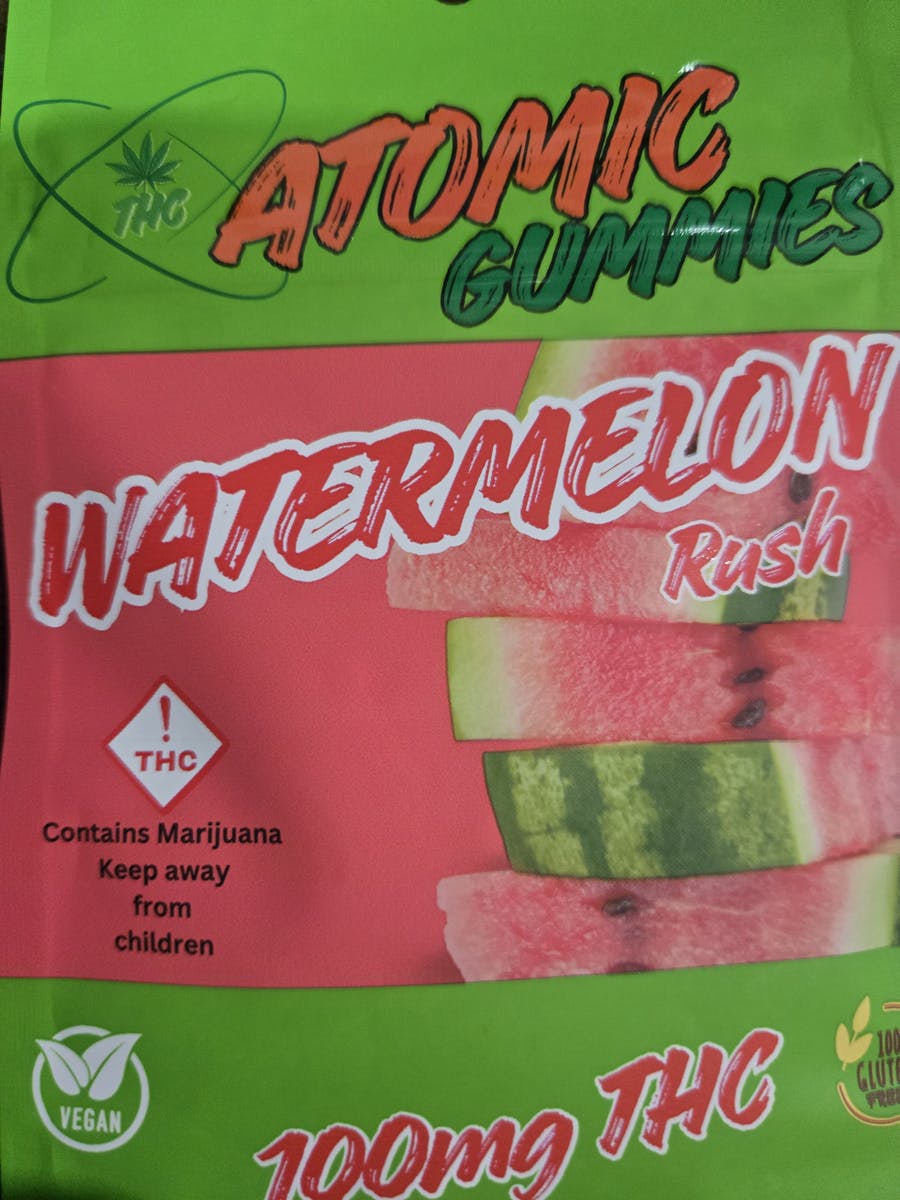 THC
ATOMIC
GUMMIES
WATERMELON
Rush
!
THC
Contains Marijuana
Keep away
from
children
VEGAN
100mg THC